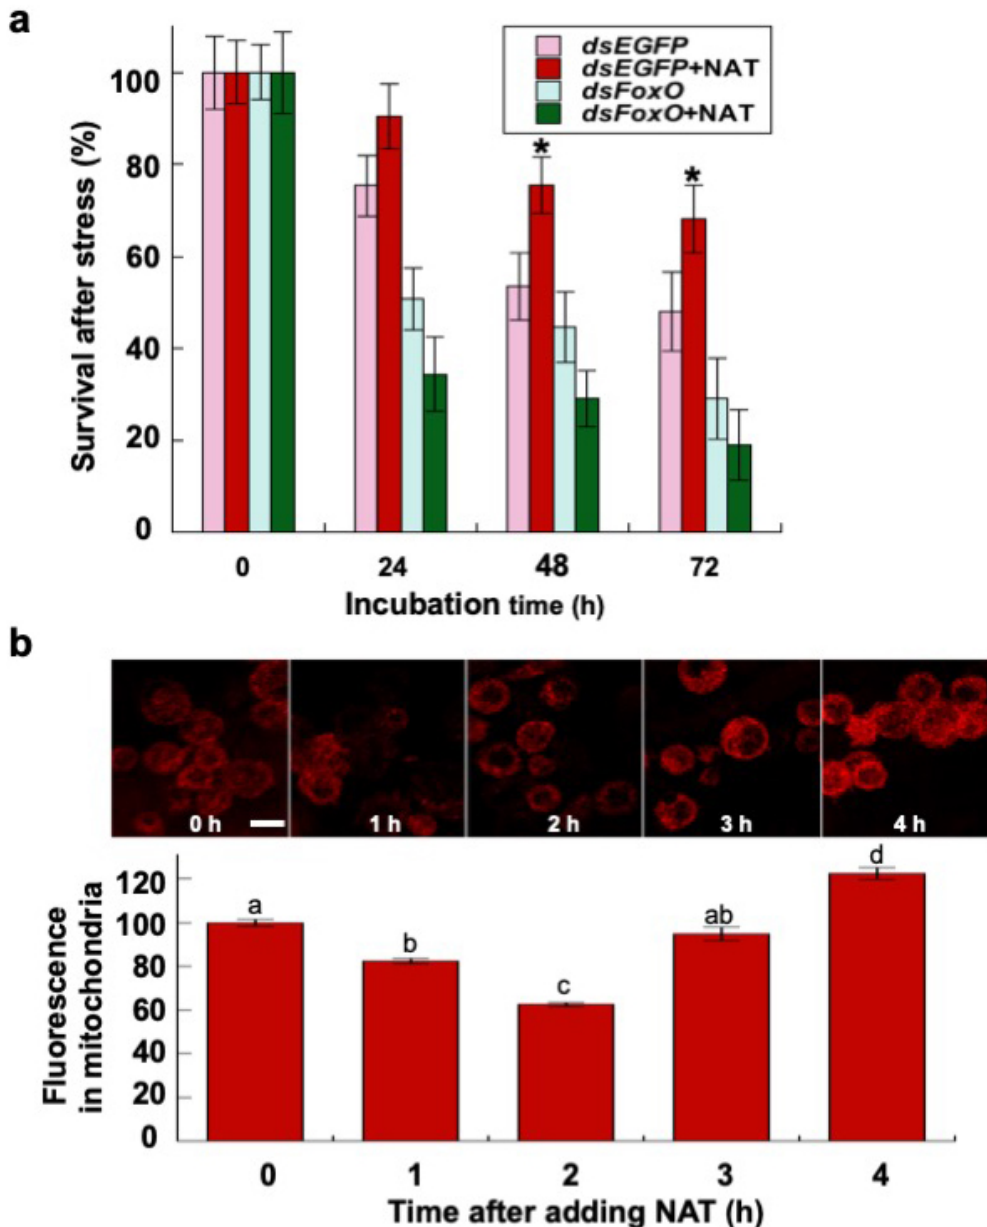 a
Survival after stress (%)
100
80
60
40
20
0
dsEGFP
dsEGFP+NAT
dsFoxO
dsFoxO+NAT
*
*
0 24 48 72
Incubation time (h)
b
0 h 1 h 2 h 3 h 4 h
Fluorescence
in mitochondria
120
100
80
60
40
20
0
a b c ab d
0 1 2 3 4
Time after adding NAT (h)